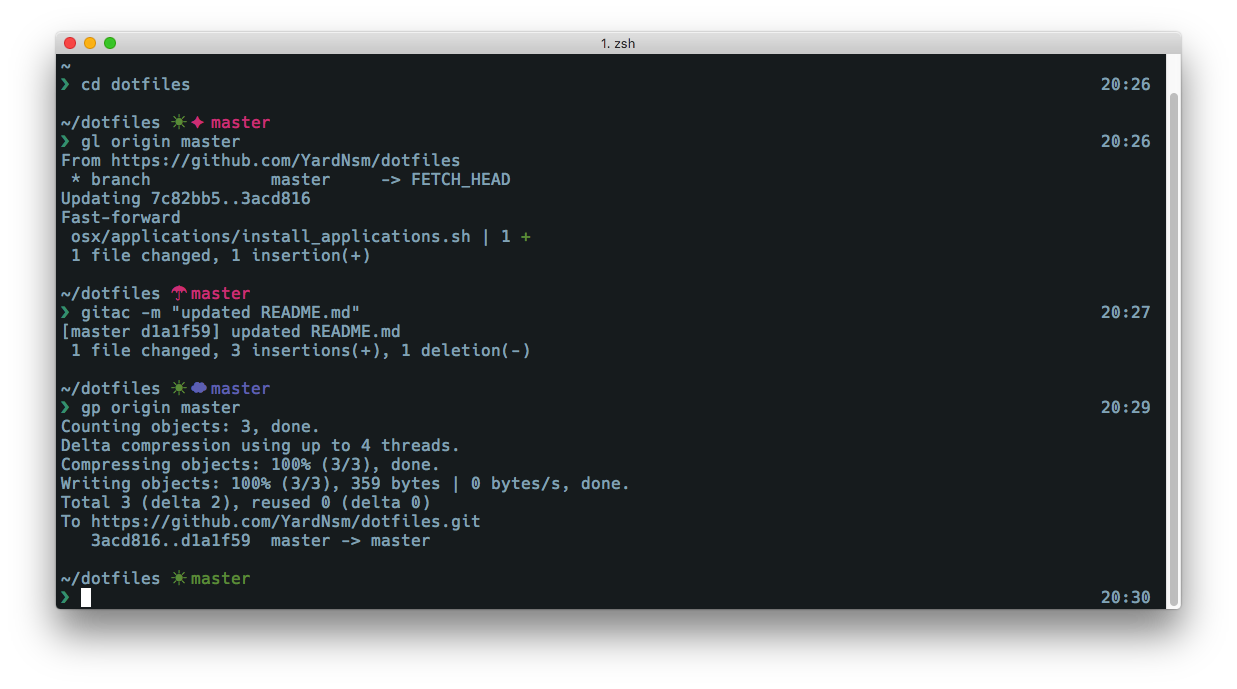 1. zsh
~
❯ cd dotfiles 20:26
~/dotfiles ☀✦ master
❯ gl origin master 20:26
From https://github.com/YardNsm/dotfiles
 * branch            master     -> FETCH_HEAD
Updating 7c82bb5..3acd816
Fast-forward
 osx/applications/install_applications.sh | 1 +
 1 file changed, 1 insertion(+)
~/dotfiles ☂master
❯ gitac -m "updated README.md" 20:27
[master d1a1f59] updated README.md
 1 file changed, 3 insertions(+), 1 deletion(-)
~/dotfiles ☀☁master
❯ gp origin master 20:29
Counting objects: 3, done.
Delta compression using up to 4 threads.
Compressing objects: 100% (3/3), done.
Writing objects: 100% (3/3), 359 bytes | 0 bytes/s, done.
Total 3 (delta 2), reused 0 (delta 0)
To https://github.com/YardNsm/dotfiles.git
   3acd816..d1a1f59  master -> master
~/dotfiles ☀master
❯ 20:30